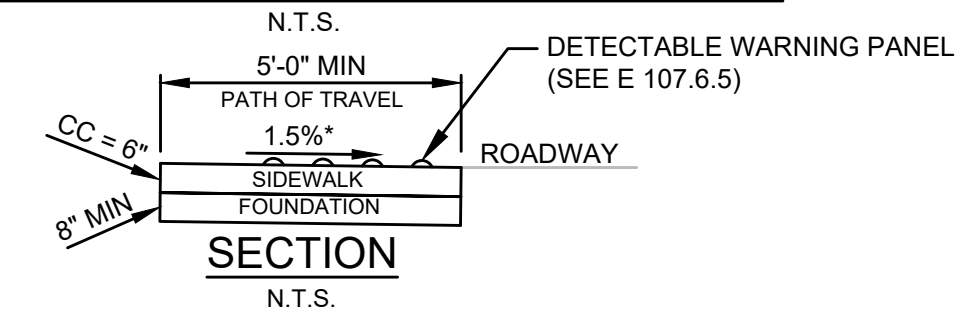 N.T.S.
5'-0" MIN
PATH OF TRAVEL
DETECTABLE WARNING PANEL
(SEE E 107.6.5)
CC = 6"
1.5%*
ROADWAY
SIDEWALK
8" MIN
FOUNDATION
SECTION
N.T.S.